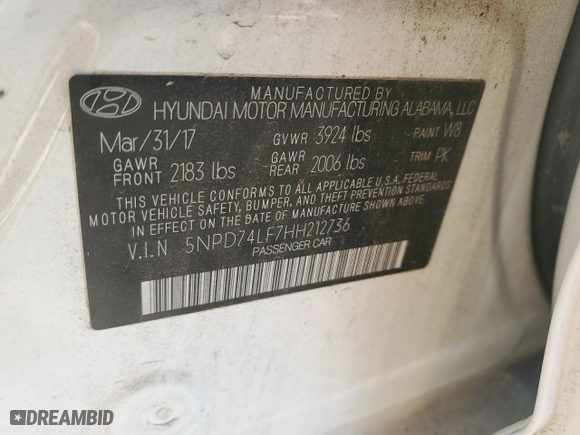 MANUFACTURED BY
HYUNDAI MOTOR MANUFACTURING ALABAMA, LLC
Mar/31/17 GVWR 3924 lbs PAINT W8
GAWR FRONT 2183 lbs GAWR REAR 2006 lbs TRIM PK
THIS VEHICLE CONFORMS TO ALL APPLICABLE U.S.A. FEDERAL
MOTOR VEHICLE SAFETY, BUMPER, AND THEFT PREVENTION STANDARDS
IN EFFECT ON THE DATE OF MANUFACTURE SHOWN ABOVE.
V.I.N 5NPD74LF7HH212736
PASSENGER CAR
DREAMBID